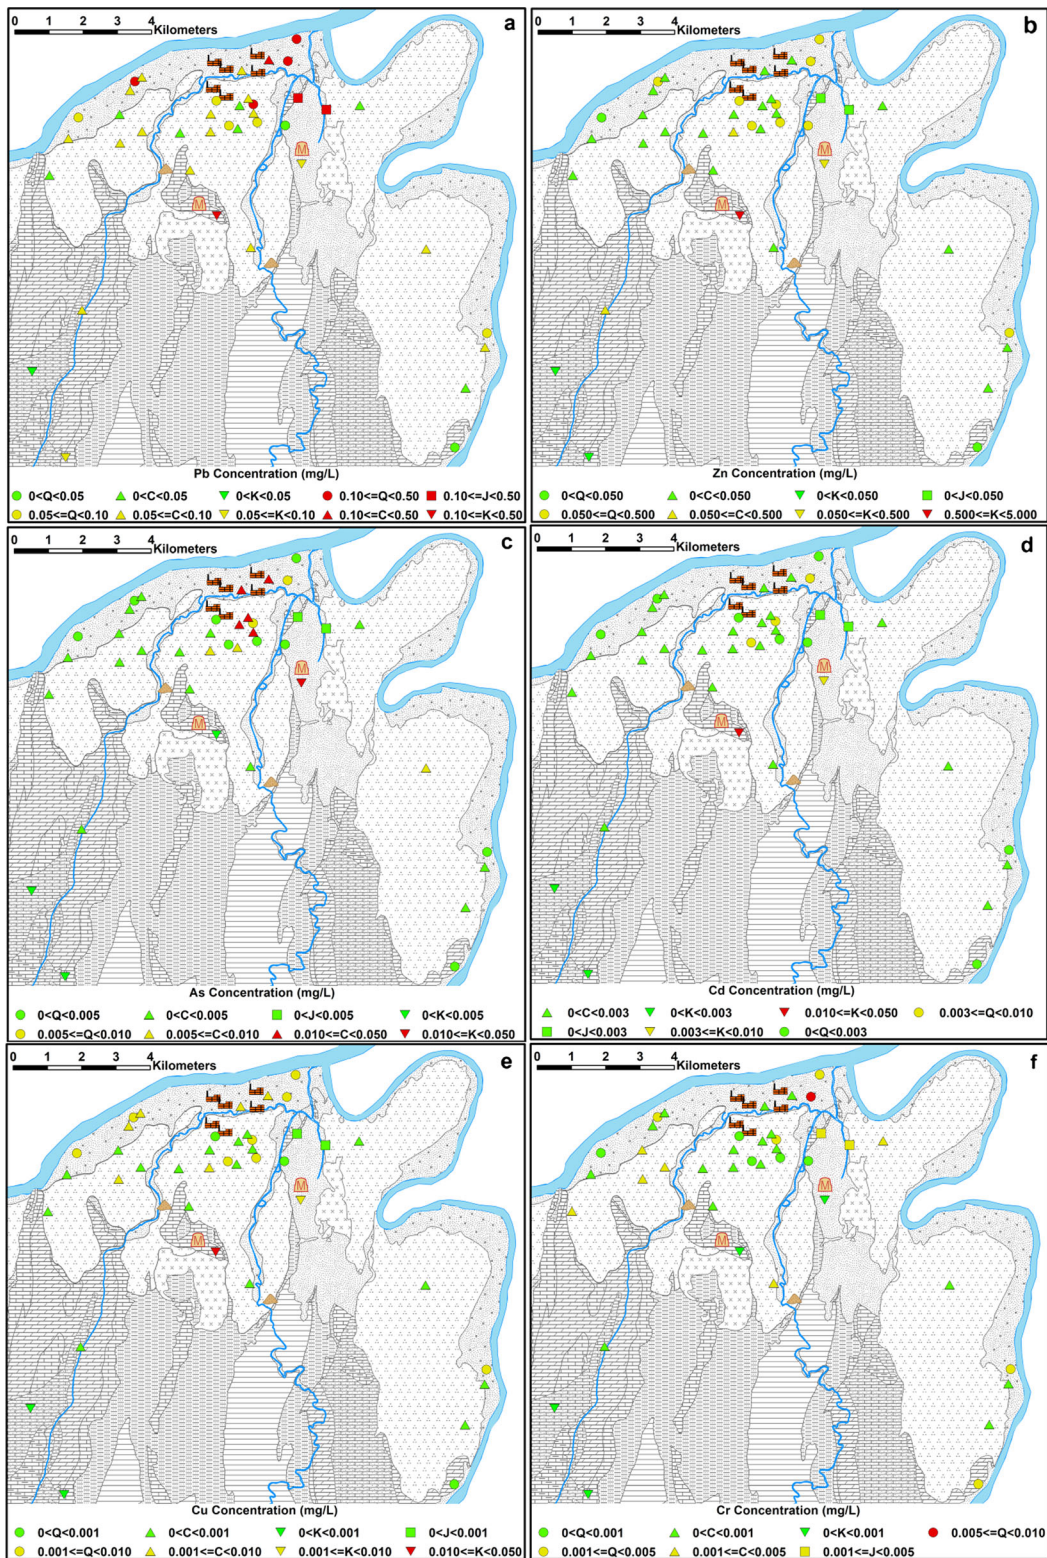 0 1 2 3 4
Kilometers
a
M
M
Pb Concentration (mg/L)
0<Q<0.05 0<C<0.05 0<K<0.05 0.10<=Q<0.50 0.10<=J<0.50
0.05<=Q<0.10 0.05<=C<0.10 0.05<=K<0.10 0.10<=C<0.50 0.10<=K<0.50
0 1 2 3 4
Kilometers
b
M
M
Zn Concentration (mg/L)
0<Q<0.050 0<C<0.050 0<K<0.050 0<J<0.050
0.050<=Q<0.500 0.050<=C<0.500 0.050<=K<0.500 0.500<=K<5.000
0 1 2 3 4
Kilometers
c
M
M
As Concentration (mg/L)
0<Q<0.005 0<C<0.005 0<J<0.005 0<K<0.005
0.005<=Q<0.010 0.005<=C<0.010 0.010<=C<0.050 0.010<=K<0.050
0 1 2 3 4
Kilometers
d
M
M
Cd Concentration (mg/L)
0<C<0.003 0<K<0.003 0.010<=K<0.050 0.003<=Q<0.010
0<J<0.003 0.003<=K<0.010 0<Q<0.003
0 1 2 3 4
Kilometers
e
M
M
Cu Concentration (mg/L)
0<Q<0.001 0<C<0.001 0<K<0.001 0<J<0.001
0.001<=Q<0.010 0.001<=C<0.010 0.001<=K<0.010 0.010<=K<0.050
0 1 2 3 4
Kilometers
f
M
M
Cr Concentration (mg/L)
0<Q<0.001 0<C<0.001 0<K<0.001 0.005<=Q<0.010
0.001<=Q<0.005 0.001<=C<0.005 0.001<=J<0.005